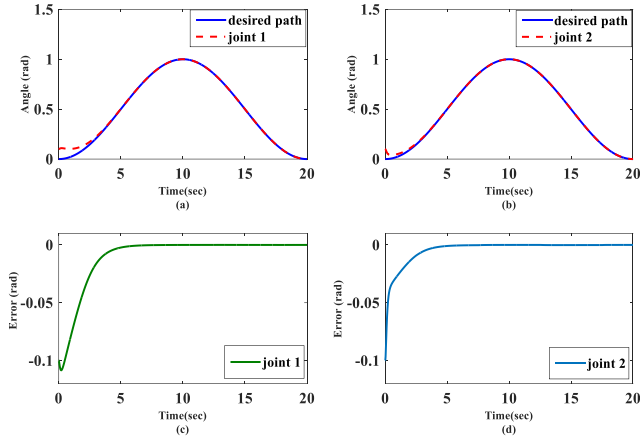 1.5
1
0.5
0
Angle (rad)
desired path
joint 1
0 5 10 15 20
Time(sec)
(a)
1.5
1
0.5
0
Angle (rad)
desired path
joint 2
0 5 10 15 20
Time(sec)
(b)
0
-0.05
-0.1
Error (rad)
joint 1
0 5 10 15 20
Time(sec)
(c)
0
-0.05
-0.1
Error (rad)
joint 2
0 5 10 15 20
Time(sec)
(d)